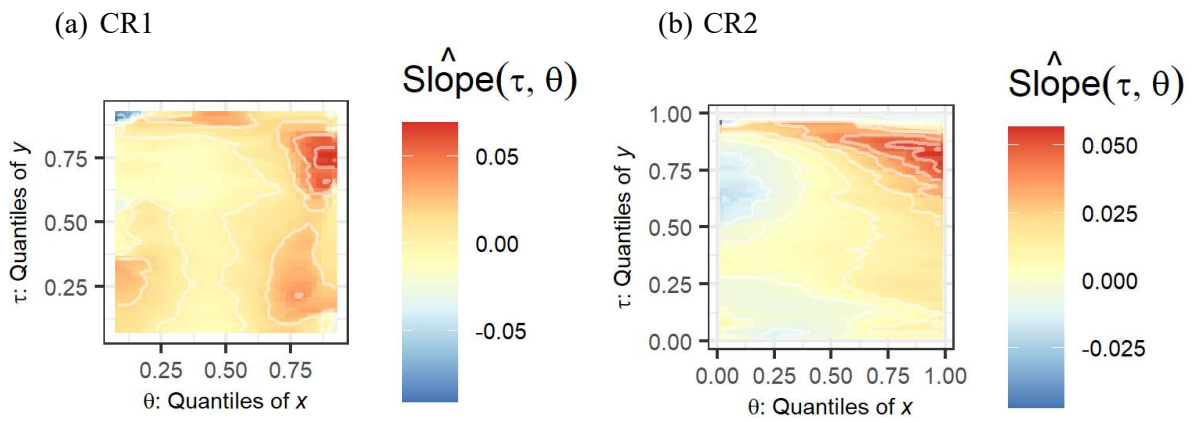 (a) CR1
Slôpe(τ, θ)
0.75
0.50
0.25
τ: Quantiles of y
0.25 0.50 0.75
θ: Quantiles of x
0.05
0.00
-0.05
(b) CR2
Slôpe(τ, θ)
1.00
0.75
0.50
0.25
0.00
τ: Quantiles of y
0.00 0.25 0.50 0.75 1.00
θ: Quantiles of x
0.050
0.025
0.000
-0.025